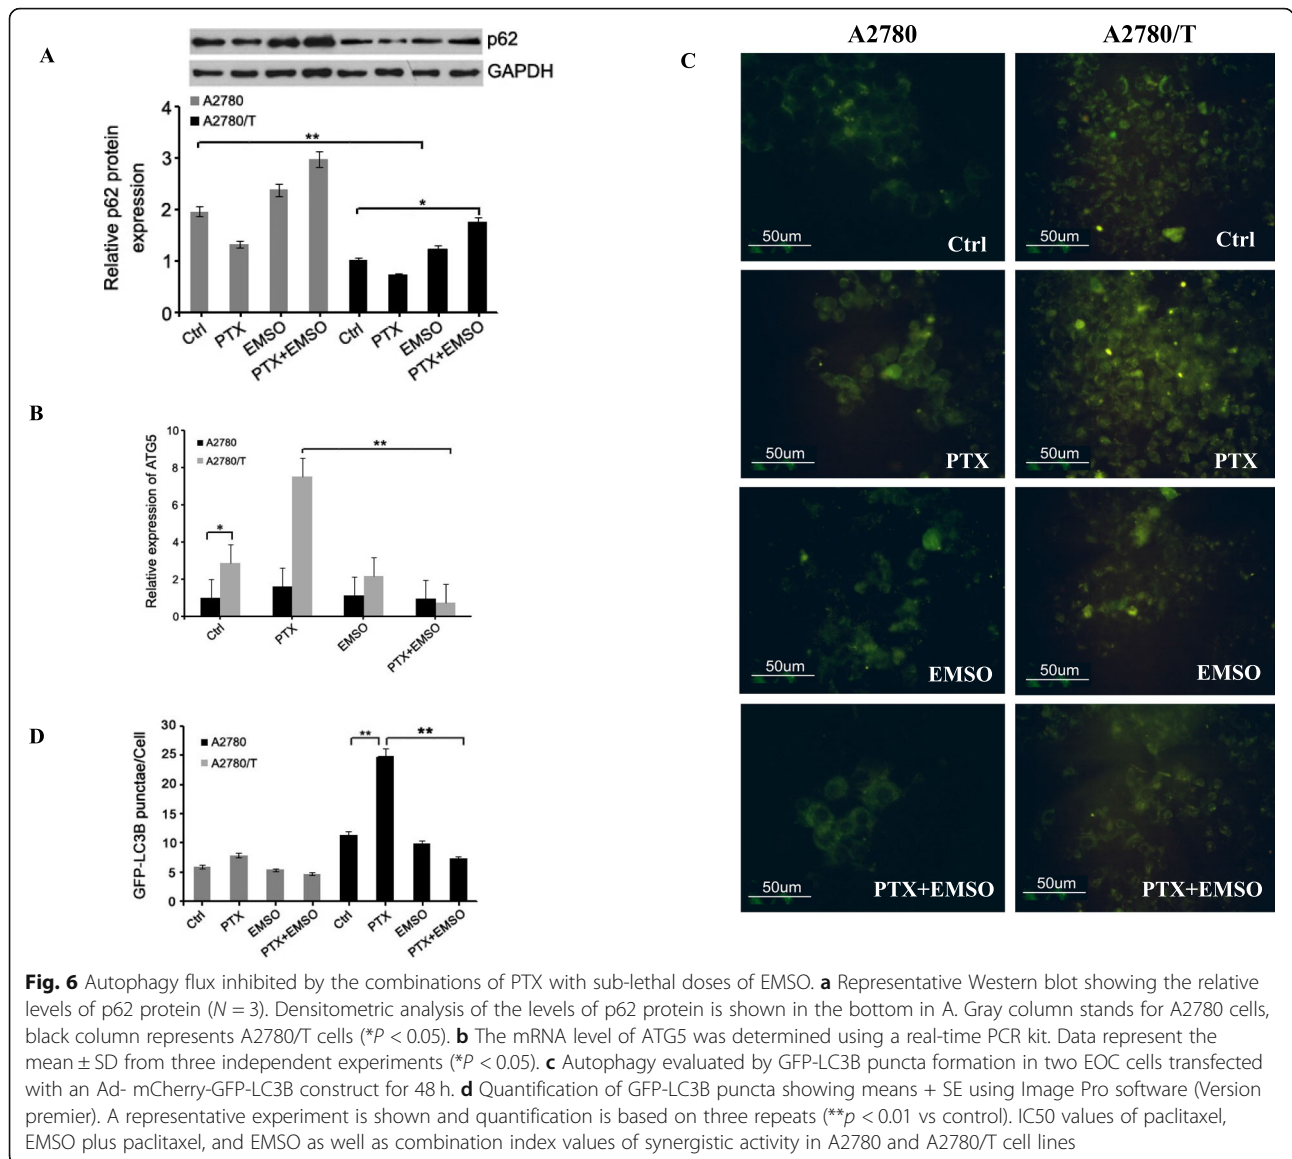 A
p62
GAPDH
A2780
A2780/T
Relative p62 protein
expression
4
3
2
1
0
**
*
Ctrl
PTX
EMSO
PTX+EMSO
Ctrl
PTX
EMSO
PTX+EMSO
B
A2780
A2780/T
Relative expression of ATG5
10
8
6
4
2
0
*
**
Ctrl
PTX
EMSO
PTX+EMSO
D
A2780
A2780/T
GFP-LC3B punctae/Cell
30
25
20
15
10
5
0
**
**
Ctrl
PTX
EMSO
PTX+EMSO
Ctrl
PTX
EMSO
PTX+EMSO
C
A2780
A2780/T
50um
Ctrl
50um
Ctrl
50um
PTX
50um
PTX
50um
EMSO
50um
EMSO
50um
PTX+EMSO
50um
PTX+EMSO
Fig. 6 Autophagy flux inhibited by the combinations of PTX with sub-lethal doses of EMSO. a Representative Western blot showing the relative
levels of p62 protein (N = 3). Densitometric analysis of the levels of p62 protein is shown in the bottom in A. Gray column stands for A2780 cells,
black column represents A2780/T cells (*P < 0.05). b The mRNA level of ATG5 was determined using a real-time PCR kit. Data represent the
mean ± SD from three independent experiments (*P < 0.05). c Autophagy evaluated by GFP-LC3B puncta formation in two EOC cells transfected
with an Ad- mCherry-GFP-LC3B construct for 48 h. d Quantification of GFP-LC3B puncta showing means + SE using Image Pro software (Version
premier). A representative experiment is shown and quantification is based on three repeats (**p < 0.01 vs control). IC50 values of paclitaxel,
EMSO plus paclitaxel, and EMSO as well as combination index values of synergistic activity in A2780 and A2780/T cell lines